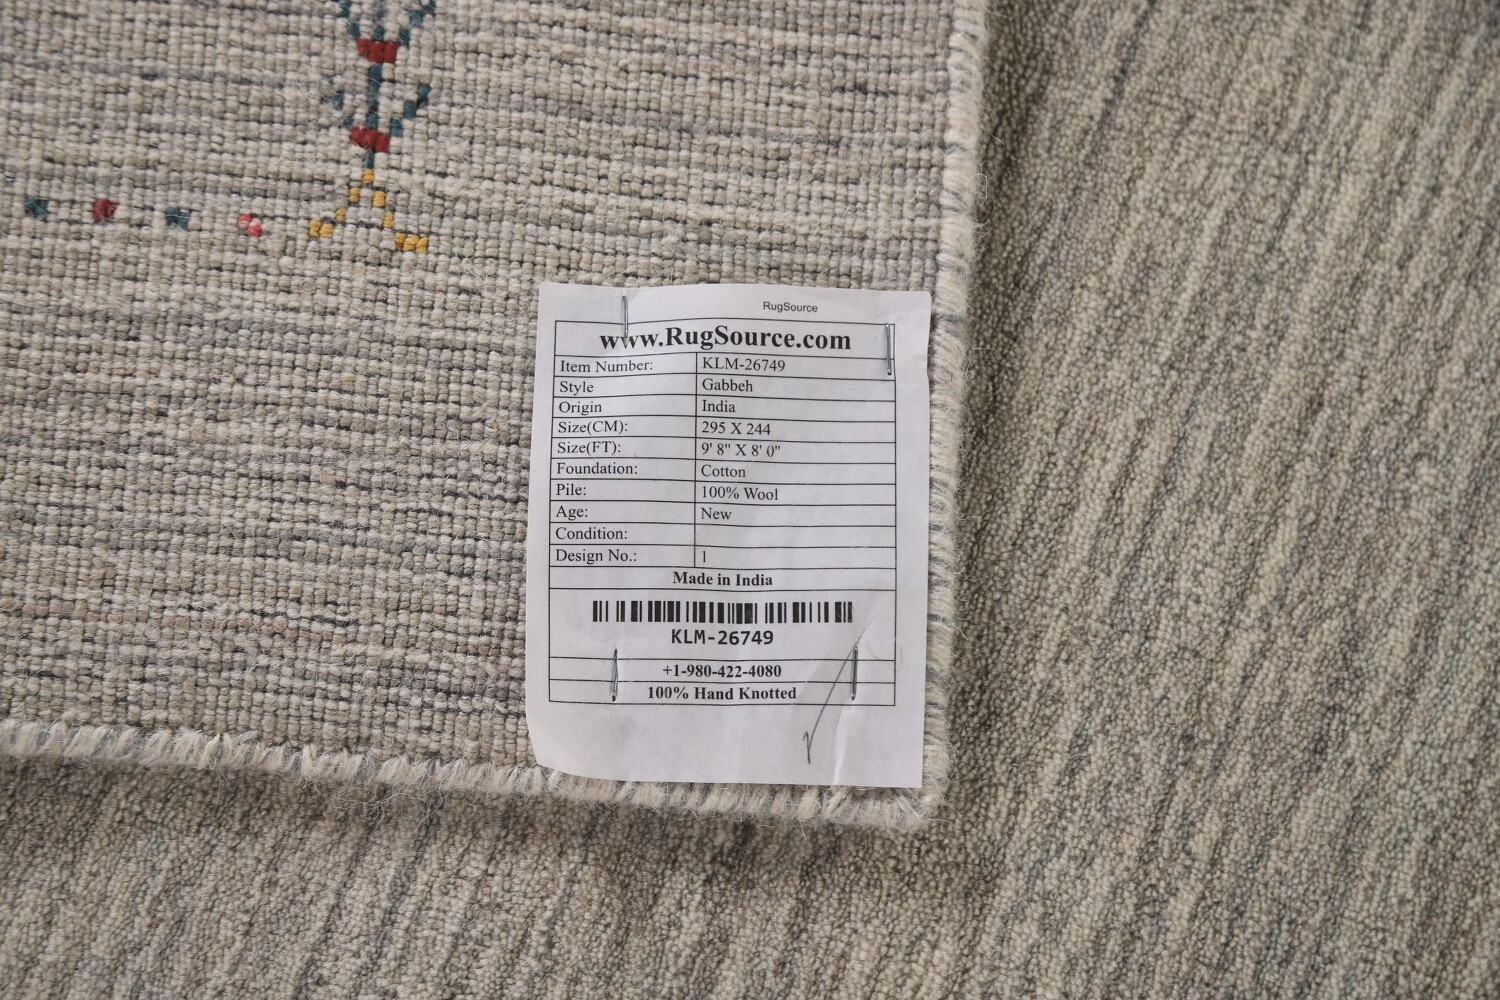 RugSource
www.RugSource.com
Item Number: KLM-26749
Style Gabbeh
Origin India
Size(CM): 295 X 244
Size(FT): 9' 8" X 8' 0"
Foundation: Cotton
Pile: 100% Wool
Age: New
Condition:
Design No.: 1
Made in India
KLM-26749
+1-980-422-4080
100% Hand Knotted